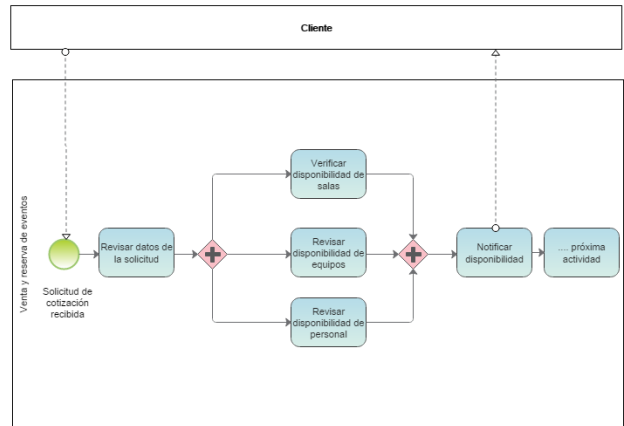 Cliente
Venta y reserva de eventos
Solicitud de
cotización
recibida
Revisar datos de
la solicitud
Verificar
disponibilidad de
salas
Revisar
disponibilidad de
equipos
Revisar
disponibilidad de
personal
Notificar
disponibilidad
.... próxima
actividad